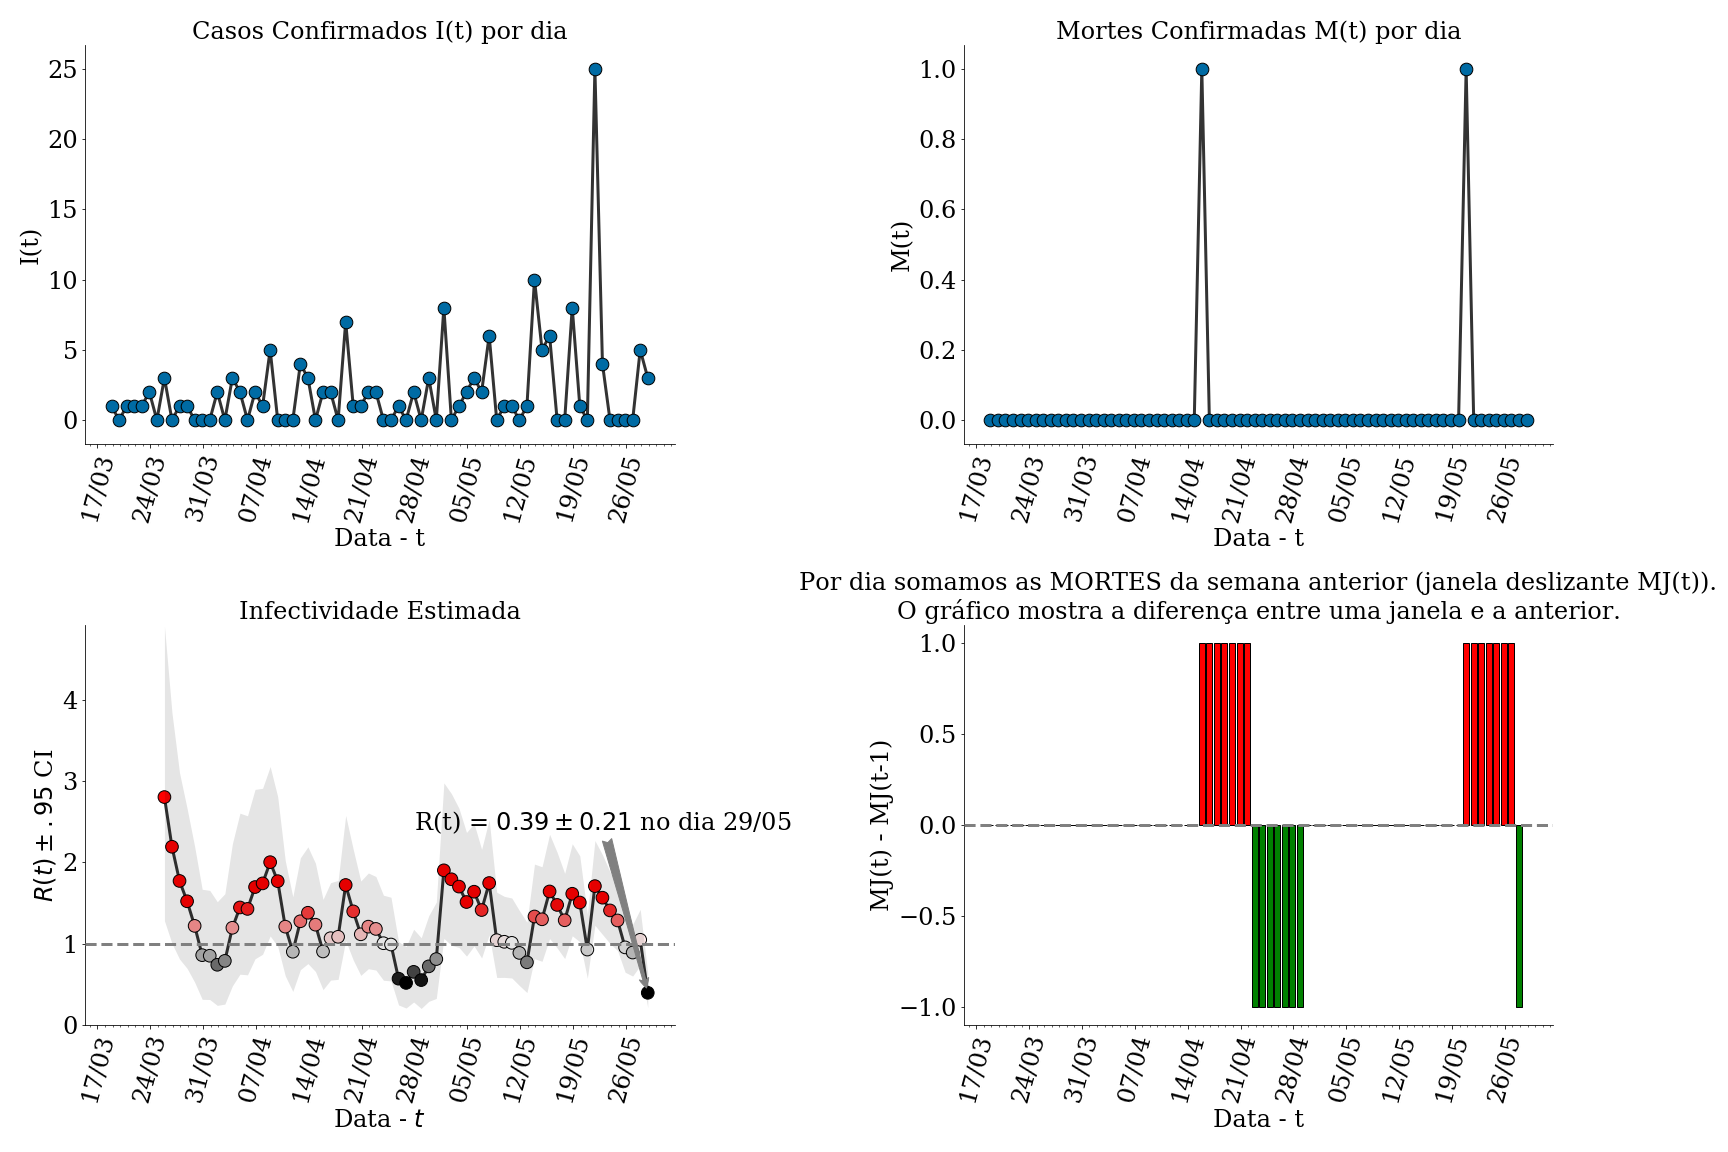 Casos Confirmados I(t) por dia
25
20
15
10
5
0
I(t)
17/03 24/03 31/03 07/04 14/04 21/04 28/04 05/05 12/05 19/05 26/05
Data - t
Mortes Confirmadas M(t) por dia
1.0
0.8
0.6
0.4
0.2
0.0
M(t)
17/03 24/03 31/03 07/04 14/04 21/04 28/04 05/05 12/05 19/05 26/05
Data - t
Infectividade Estimada
4
3
2
1
0
R(t) ± .95 CI
R(t) = 0.39 ± 0.21 no dia 29/05
17/03 24/03 31/03 07/04 14/04 21/04 28/04 05/05 12/05 19/05 26/05
Data - t
Por dia somamos as MORTES da semana anterior (janela deslizante MJ(t)).
O gráfico mostra a diferença entre uma janela e a anterior.
1.0
0.5
0.0
−0.5
−1.0
MJ(t) - MJ(t-1)
17/03 24/03 31/03 07/04 14/04 21/04 28/04 05/05 12/05 19/05 26/05
Data - t